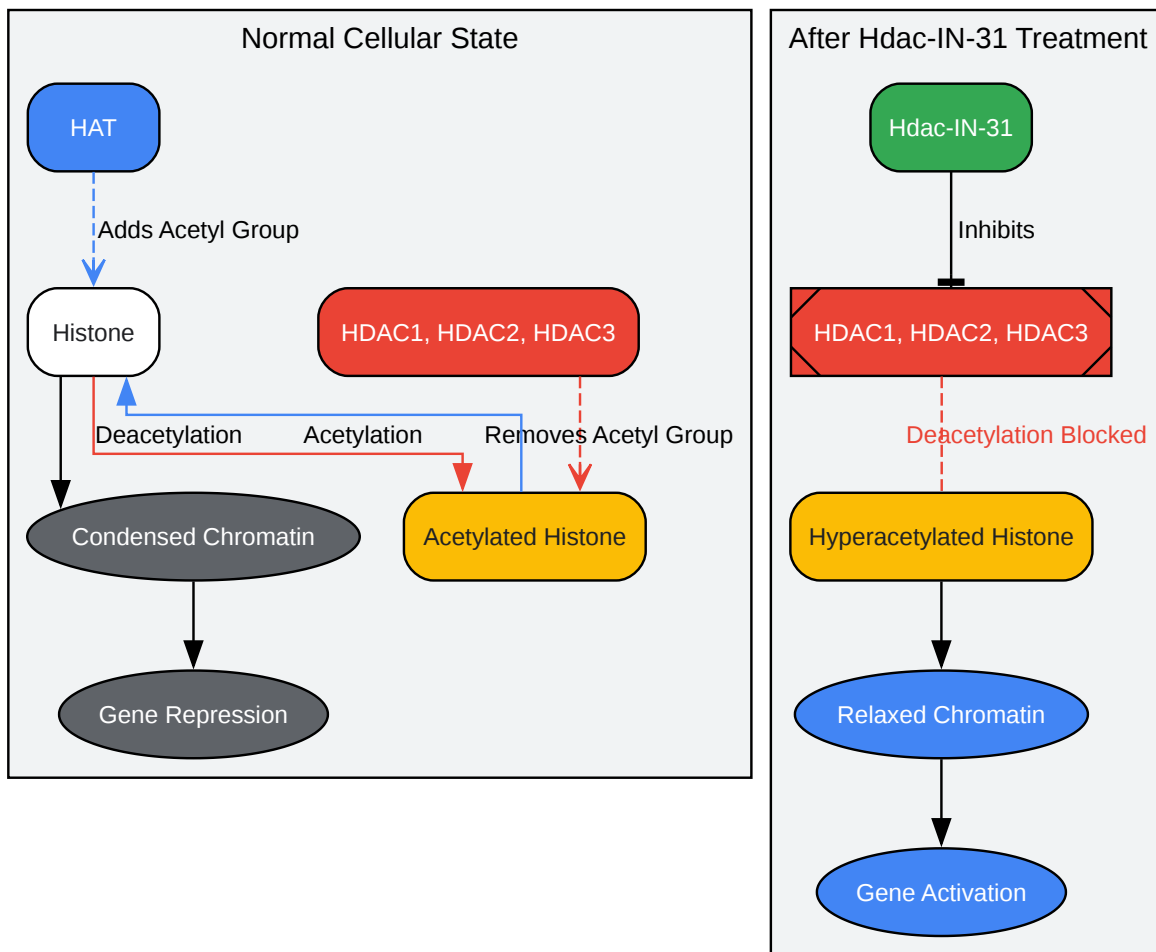 Normal Cellular State
HAT
Adds Acetyl Group
Histone
HDAC1, HDAC2, HDAC3
Deacetylation
Acetylation
Removes Acetyl Group
Condensed Chromatin
Acetylated Histone
Gene Repression
After Hdac-IN-31 Treatment
Hdac-IN-31
Inhibits
HDAC1, HDAC2, HDAC3
Deacetylation Blocked
Hyperacetylated Histone
Relaxed Chromatin
Gene Activation